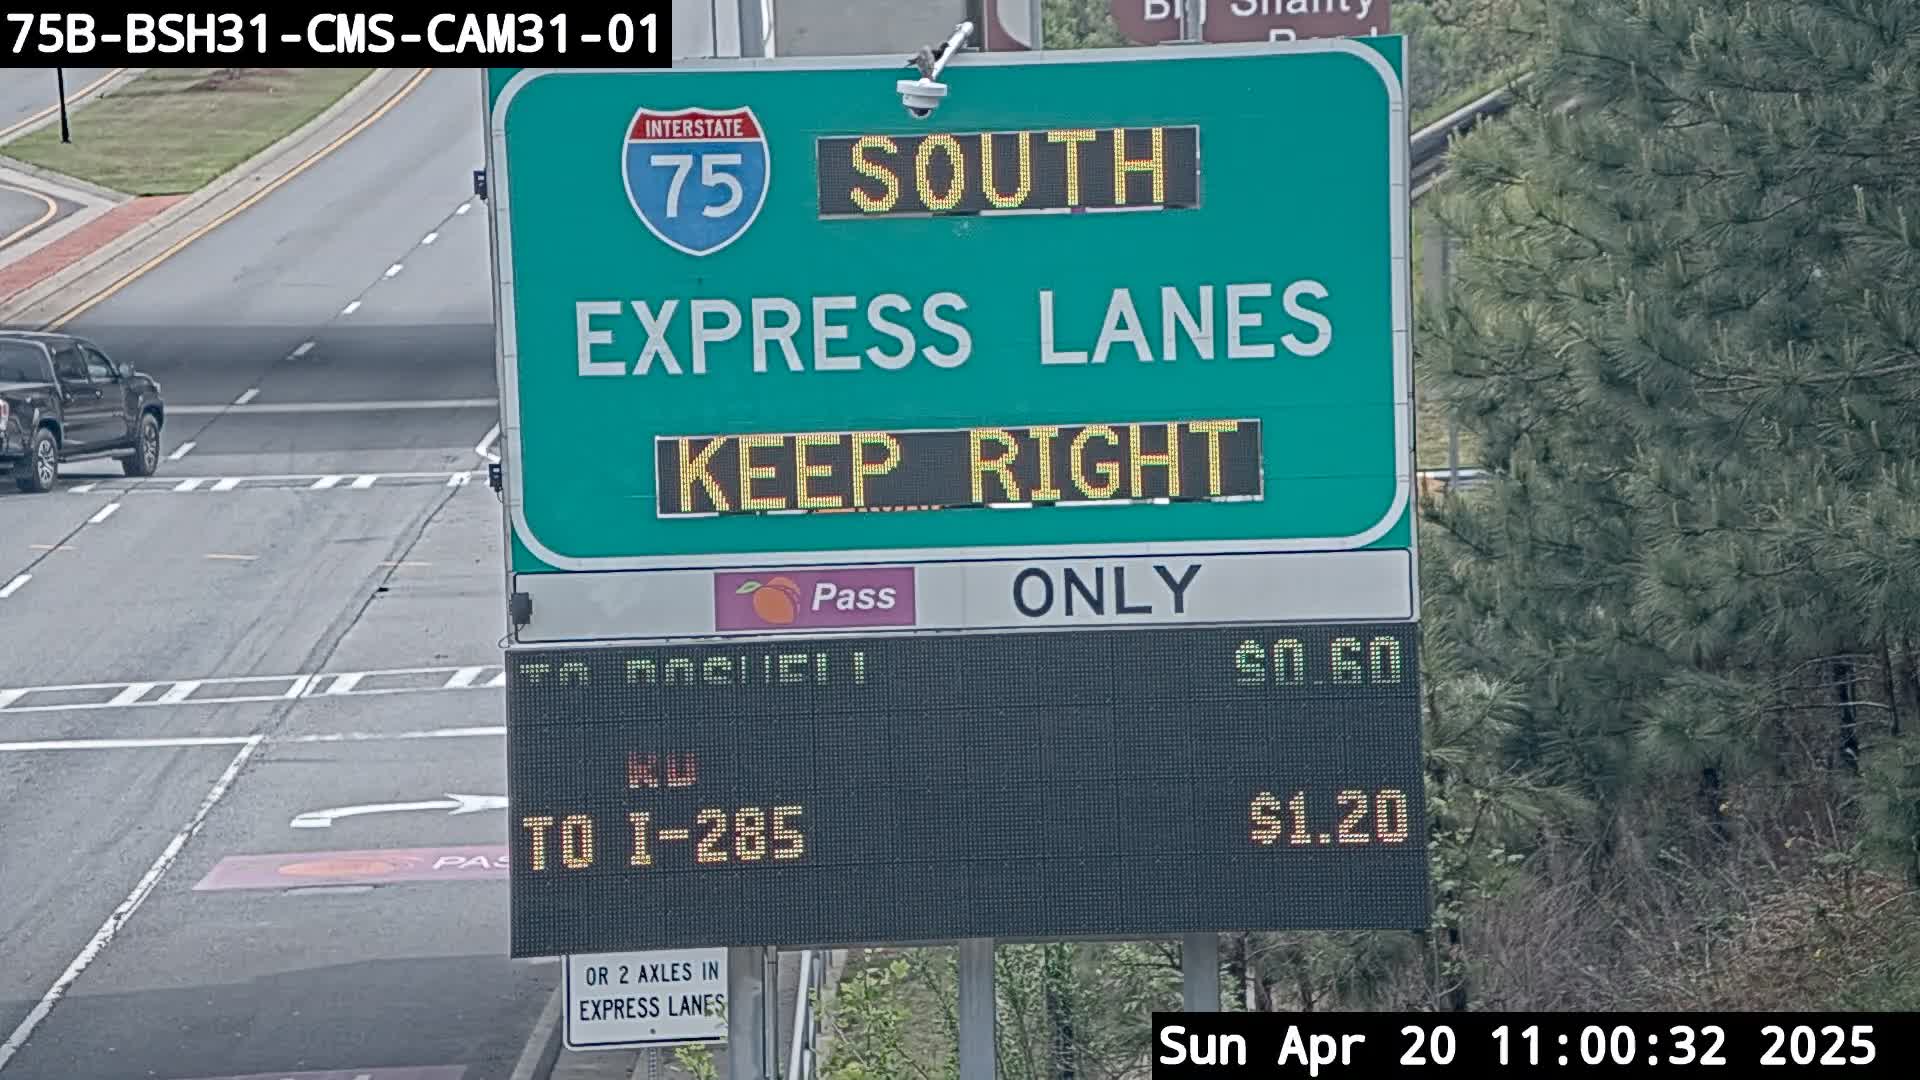 75B-BSH31-CMS-CAM31-01
Shanty
INTERSTATE
75
SOUTH
EXPRESS LANES
KEEP RIGHT
Pass ONLY
$0.60
TO I-285 $1.20
OR 2 AXLES IN
EXPRESS LANES
Sun Apr 20 11:00:32 2025